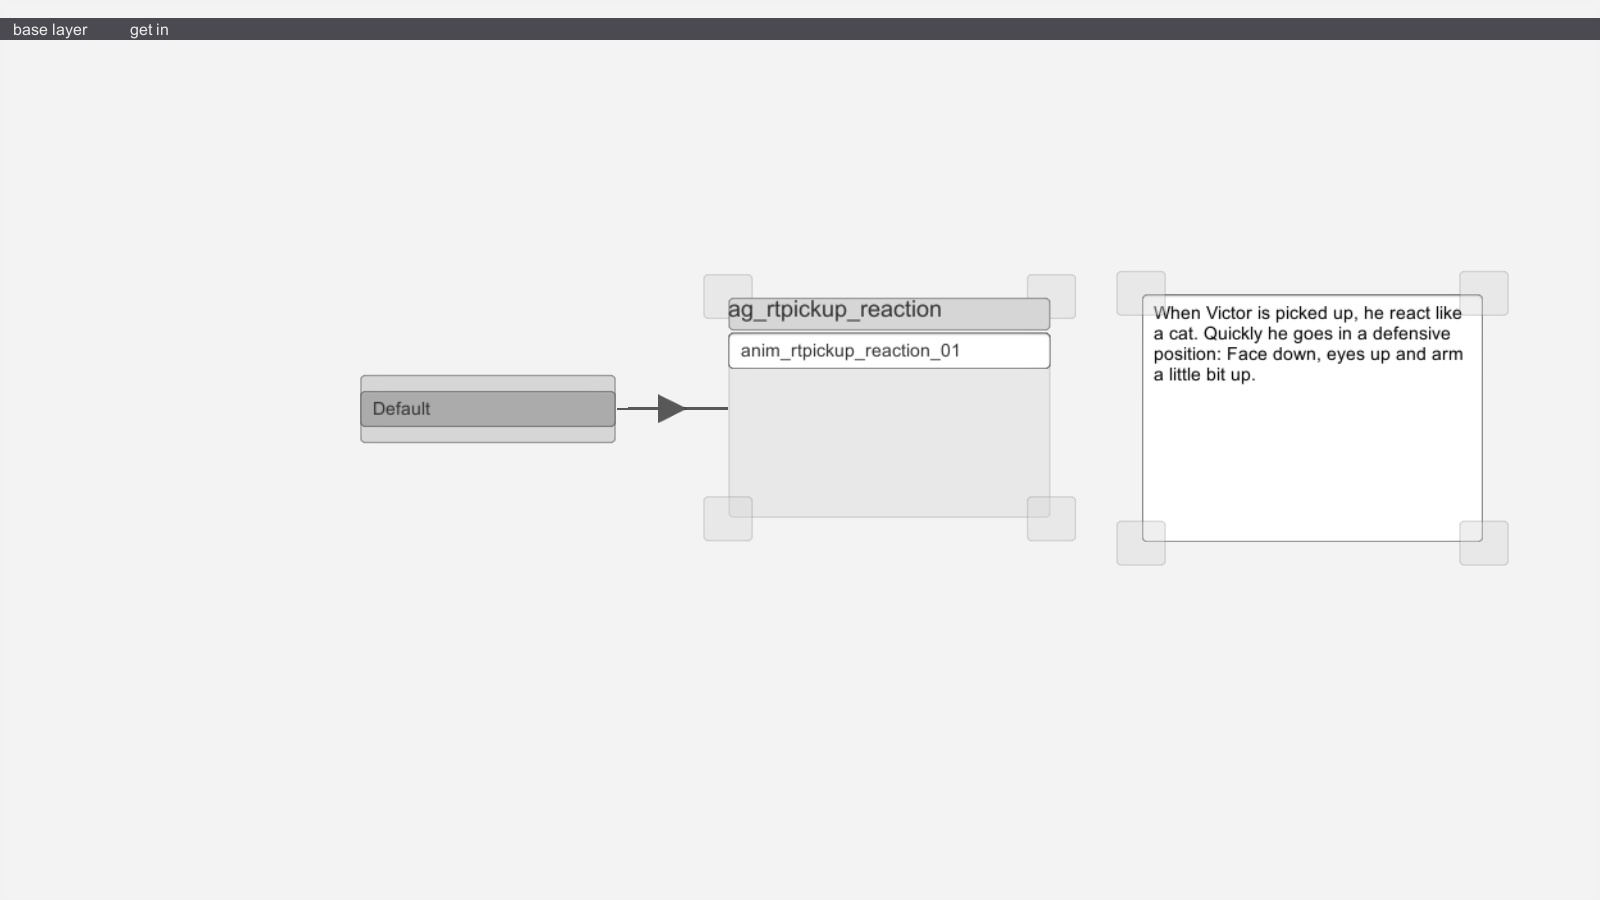 base layer get in
ag_rtpickup_reaction
anim_rtpickup_reaction_01
Default
When Victor is picked up, he react like
a cat. Quickly he goes in a defensive
position: Face down, eyes up and arm
a little bit up.